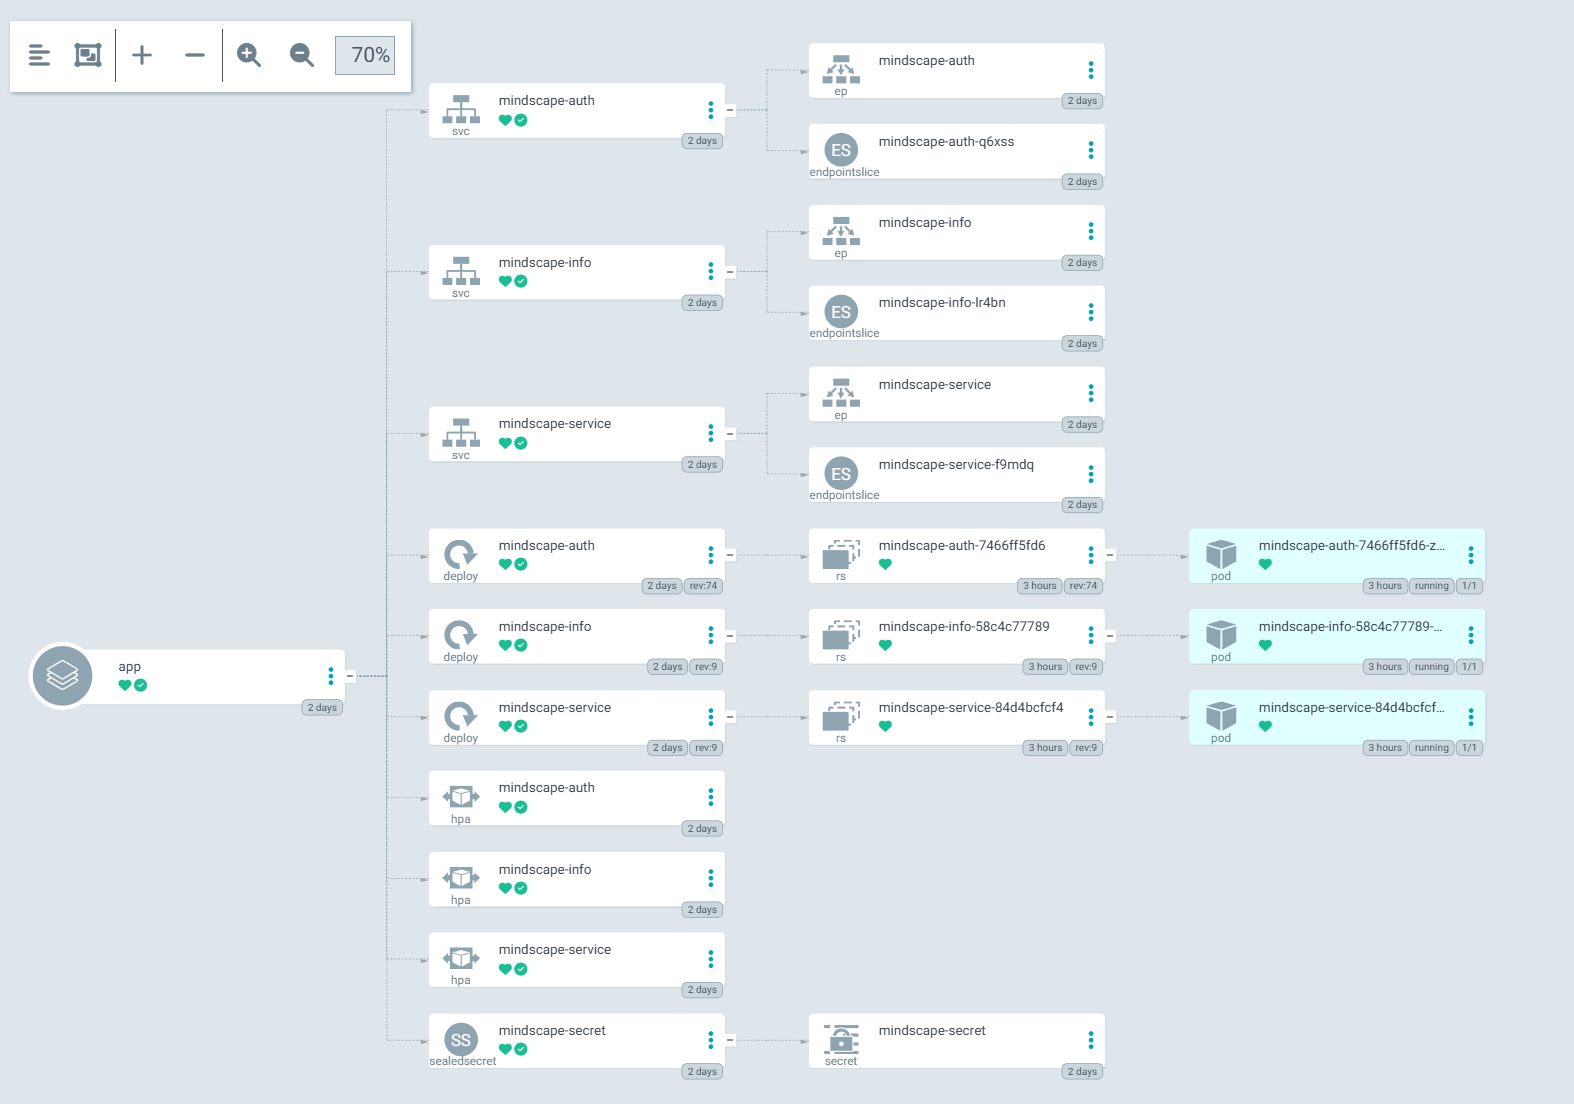 70%
mindscape-auth
svc
2 days
mindscape-auth
ep
2 days
ES
mindscape-auth-q6xss
endpointslice
2 days
mindscape-info
svc
2 days
mindscape-info
ep
2 days
ES
mindscape-info-lr4bn
endpointslice
2 days
mindscape-service
svc
2 days
mindscape-service
ep
2 days
ES
mindscape-service-f9mdq
endpointslice
2 days
app
2 days
mindscape-auth
deploy
2 days rev:74
mindscape-auth-7466ff5fd6
rs
3 hours rev:74
mindscape-auth-7466ff5fd6-z...
pod
3 hours running 1/1
mindscape-info
deploy
2 days rev:9
mindscape-info-58c4c77789
rs
3 hours rev:9
mindscape-info-58c4c77789-...
pod
3 hours running 1/1
mindscape-service
deploy
2 days rev:9
mindscape-service-84d4bcfcf4
rs
3 hours rev:9
mindscape-service-84d4bcfcf...
pod
3 hours running 1/1
mindscape-auth
hpa
2 days
mindscape-info
hpa
2 days
mindscape-service
hpa
2 days
SS
mindscape-secret
sealedsecret
2 days
mindscape-secret
secret
2 days